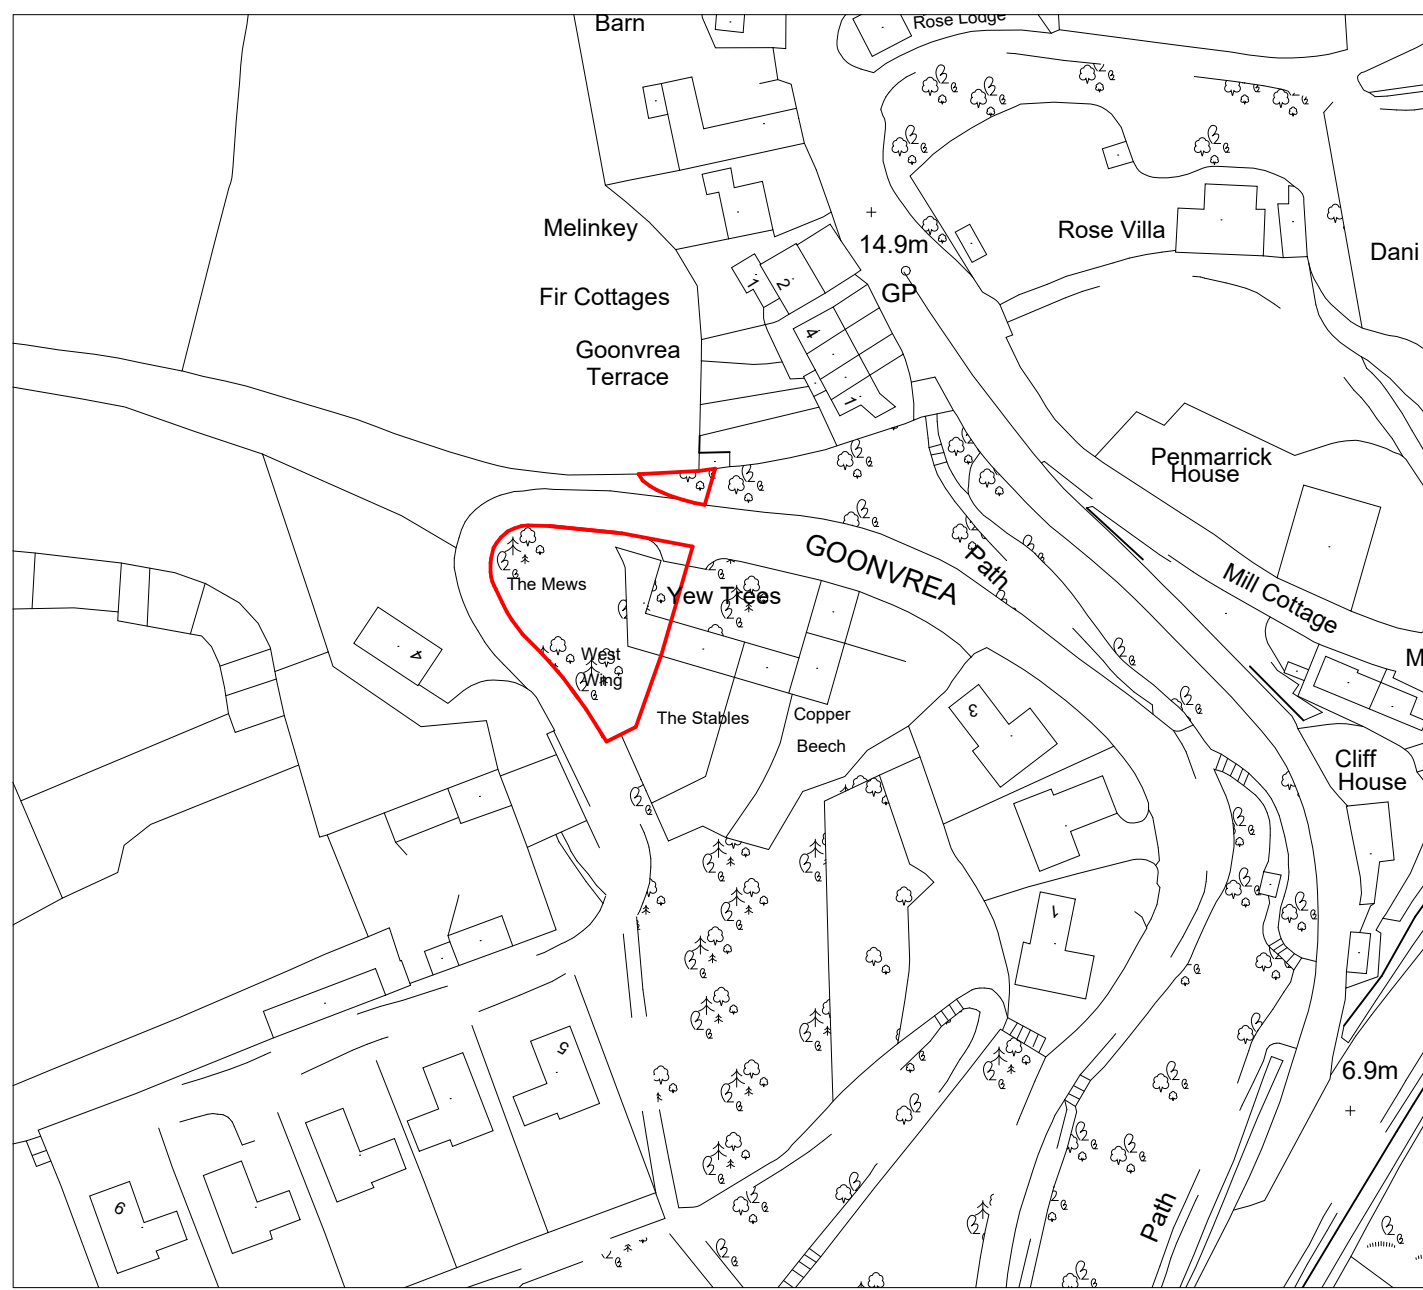 Barn
Rose Lodge
Melinkey
14.9m
Rose Villa
Dani
Fir Cottages
GP
1
2
Goonvrea
Terrace
4
1
Penmarrick
House
GOONVREA
Path
Mill Cottage
The Mews
Yew Trees
4
West
Wing
M
The Stables
Copper
Beech
3
Cliff
House
1
5
6.9m
6
Path